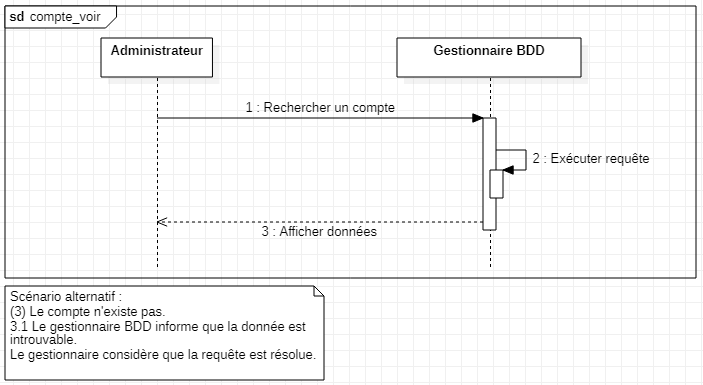 sd compte_voir
Administrateur
Gestionnaire BDD
1 : Rechercher un compte
2 : Exécuter requête
3 : Afficher données
Scénario alternatif :
(3) Le compte n'existe pas.
3.1 Le gestionnaire BDD informe que la donnée est
introuvable.
Le gestionnaire considère que la requête est résolue.